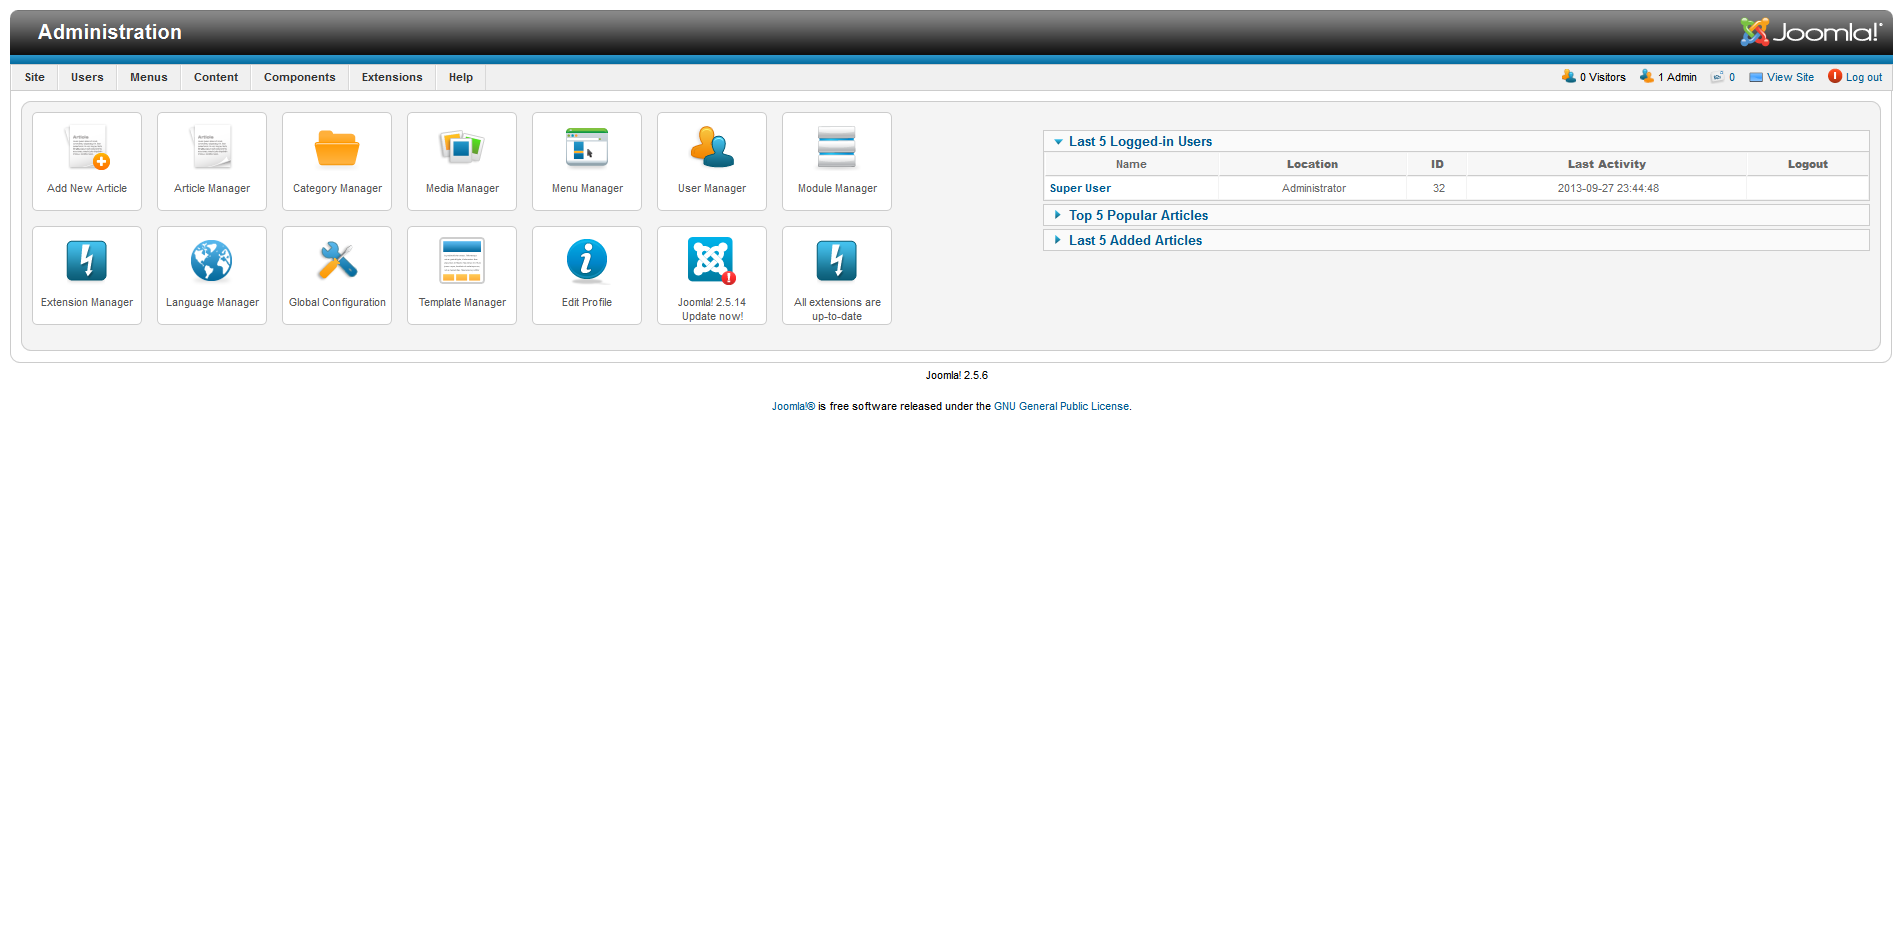 Administration
Joomla!
Site
Users
Menus
Content
Components
Extensions
Help
0 Visitors
1 Admin
0
View Site
Log out
Add New Article
Article Manager
Category Manager
Media Manager
Menu Manager
User Manager
Module Manager
Extension Manager
Language Manager
Global Configuration
Template Manager
Edit Profile
Joomla! 2.5.14
Update now!
All extensions are
up-to-date
Last 5 Logged-in Users
Name Location ID Last Activity Logout
Super User Administrator 32 2013-09-27 23:44:48
Top 5 Popular Articles
Last 5 Added Articles
Joomla! 2.5.6
Joomla!® is free software released under the GNU General Public License.